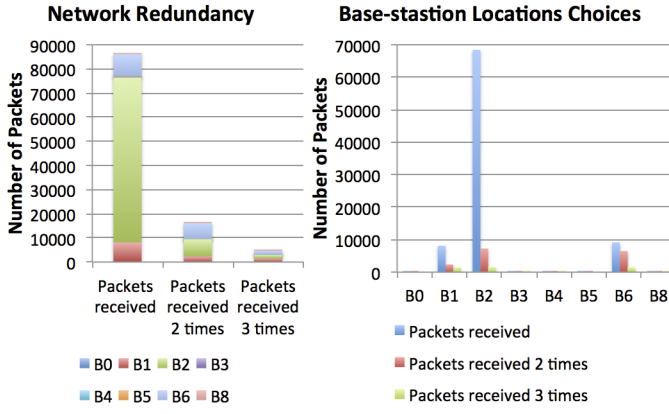 Network Redundancy
Number of Packets
90000
80000
70000
60000
50000
40000
30000
20000
10000
0
Packets received
Packets received 2 times
Packets received 3 times
B0 B1 B2 B3
B4 B5 B6 B8
Base-stastion Locations Choices
Number of Packets
70000
60000
50000
40000
30000
20000
10000
0
B0 B1 B2 B3 B4 B5 B6 B8
Packets received
Packets received 2 times
Packets received 3 times